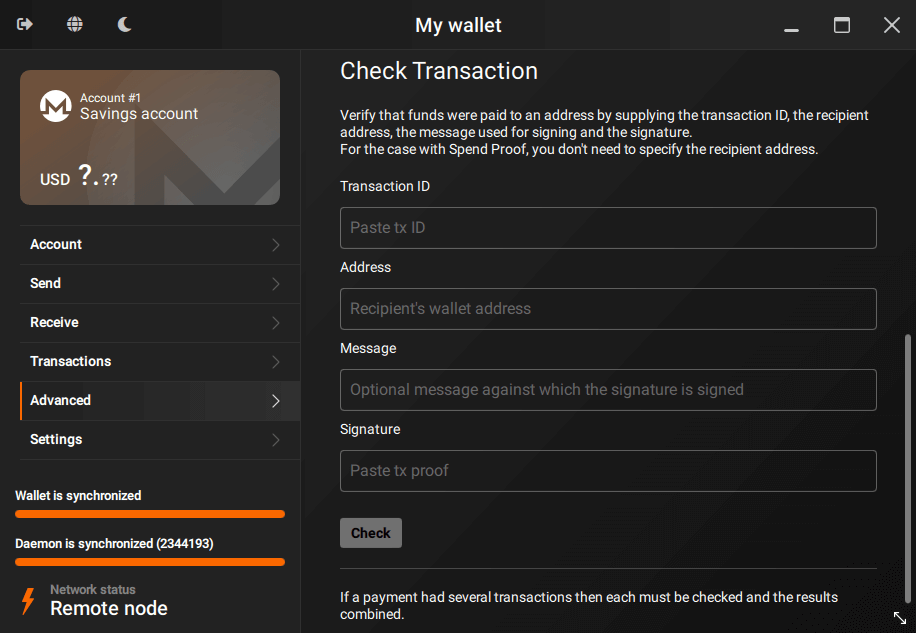 My wallet
Account #1
Savings account
USD ?.??
Account
Send
Receive
Transactions
Advanced
Settings
Wallet is synchronized
Daemon is synchronized (2344193)
Network status
Remote node
Check Transaction
Verify that funds were paid to an address by supplying the transaction ID, the recipient
address, the message used for signing and the signature.
For the case with Spend Proof, you don't need to specify the recipient address.
Transaction ID
Paste tx ID
Address
Recipient's wallet address
Message
Optional message against which the signature is signed
Signature
Paste tx proof
Check
If a payment had several transactions then each must be checked and the results
combined.